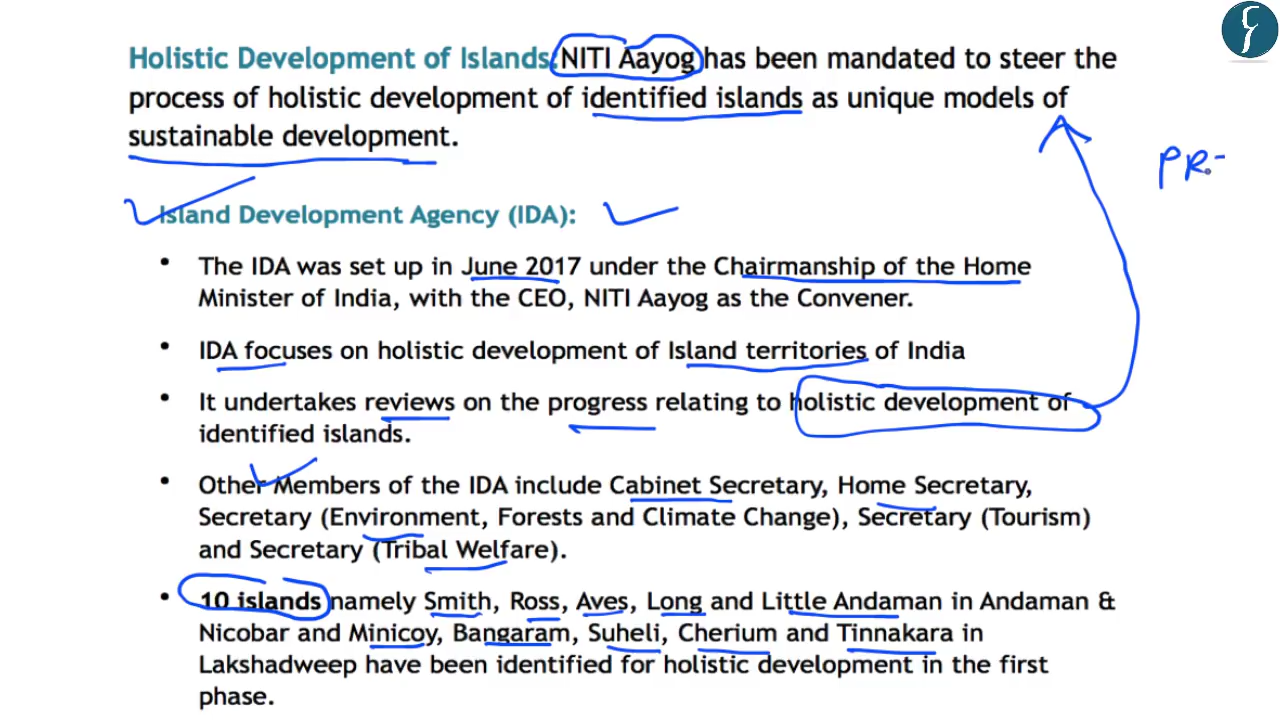 Holistic Development of Islands: NITI Aayog has been mandated to steer the
process of holistic development of identified islands as unique models of
sustainable development.
PR-
Island Development Agency (IDA):
• The IDA was set up in June 2017 under the Chairmanship of the Home
Minister of India, with the CEO, NITI Aayog as the Convener.
• IDA focuses on holistic development of Island territories of India
• It undertakes reviews on the progress relating to holistic development of
identified islands.
• Other Members of the IDA include Cabinet Secretary, Home Secretary,
Secretary (Environment, Forests and Climate Change), Secretary (Tourism)
and Secretary (Tribal Welfare).
• 10 islands namely Smith, Ross, Aves, Long and Little Andaman in Andaman &
Nicobar and Minicoy, Bangaram, Suheli, Cherium and Tinnakara in
Lakshadweep have been identified for holistic development in the first
phase.